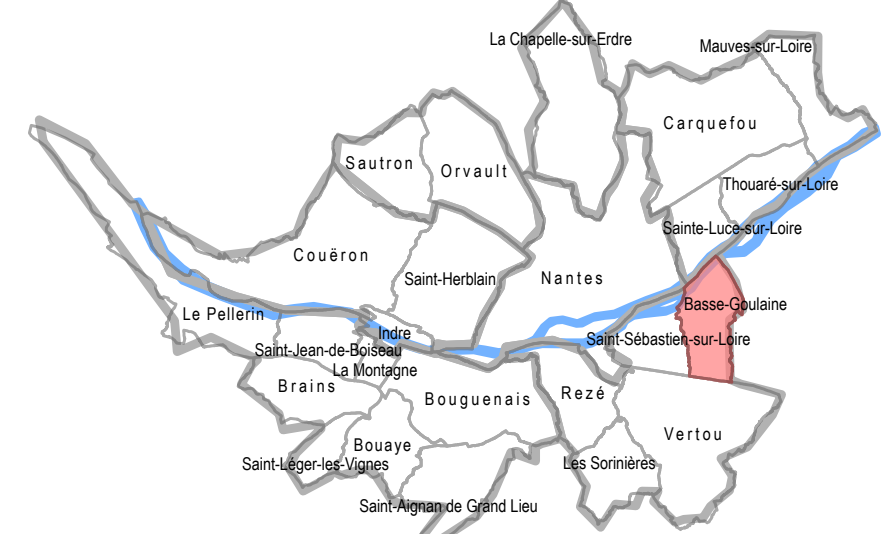 La Chapelle-sur-Erdre
Mauves-sur-Loire
Carquefou
Sautron
Orvault
Thouaré-sur-Loire
Sainte-Luce-sur-Loire
Couëron
Saint-Herblain
Nantes
Basse-Goulaine
Le Pellerin
Indre
Saint-Sébastien-sur-Loire
Saint-Jean-de-Boiseau
La Montagne
Brains
Bouguenais
Rezé
Vertou
Bouaye
Saint-Léger-les-Vignes
Les Sorinières
Saint-Aignan de Grand Lieu